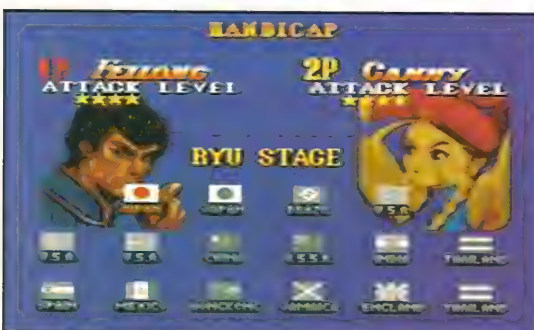 HANDICAP
1P FEILONG 2P CAMMY
ATTACK LEVEL ATTACK LEVEL
RYU STAGE
JAPAN JAPAN BRAZIL U.S.A
U.S.A U.S.A CHINA U.S.S.R INDIA THAILAND
SPAIN MEXICO HONGKONG JAMAICA ENGLAND THAILAND